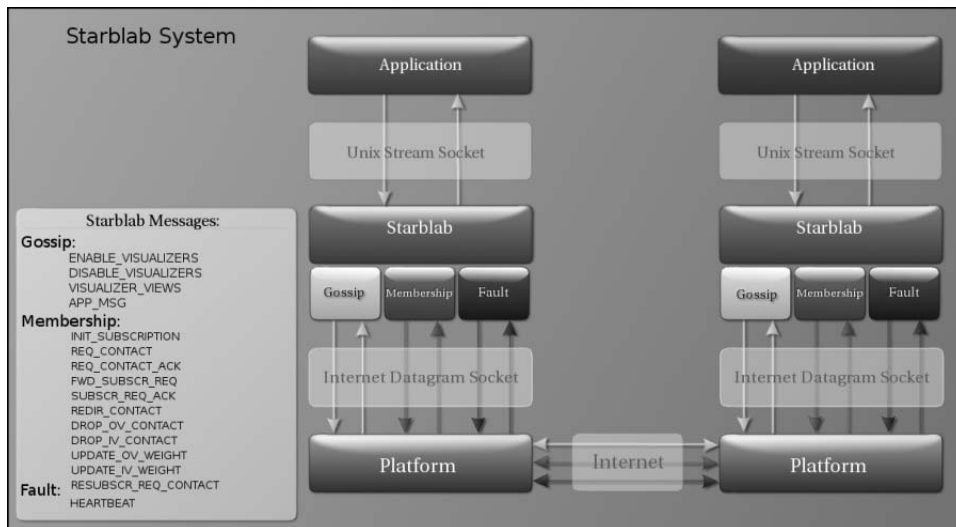 Starblab System
Application
Application
Unix Stream Socket
Unix Stream Socket
Starblab
Starblab
Gossip
Membership
Fault
Gossip
Membership
Fault
Internet Datagram Socket
Internet Datagram Socket
Platform
Internet
Platform
Starblab Messages:
Gossip:
ENABLE_VISUALIZERS
DISABLE_VISUALIZERS
VISUALIZER_VIEWS
APP_MSG
Membership:
INIT_SUBSCRIPTION
REQ_CONTACT
REQ_CONTACT_ACK
FWD_SUBSCR_REQ
SUBSCR_REQ_ACK
REDIR_CONTACT
DROP_OV_CONTACT
DROP_IV_CONTACT
UPDATE_OV_WEIGHT
UPDATE_IV_WEIGHT
RESUBSCR_REQ_CONTACT
Fault:
HEARTBEAT